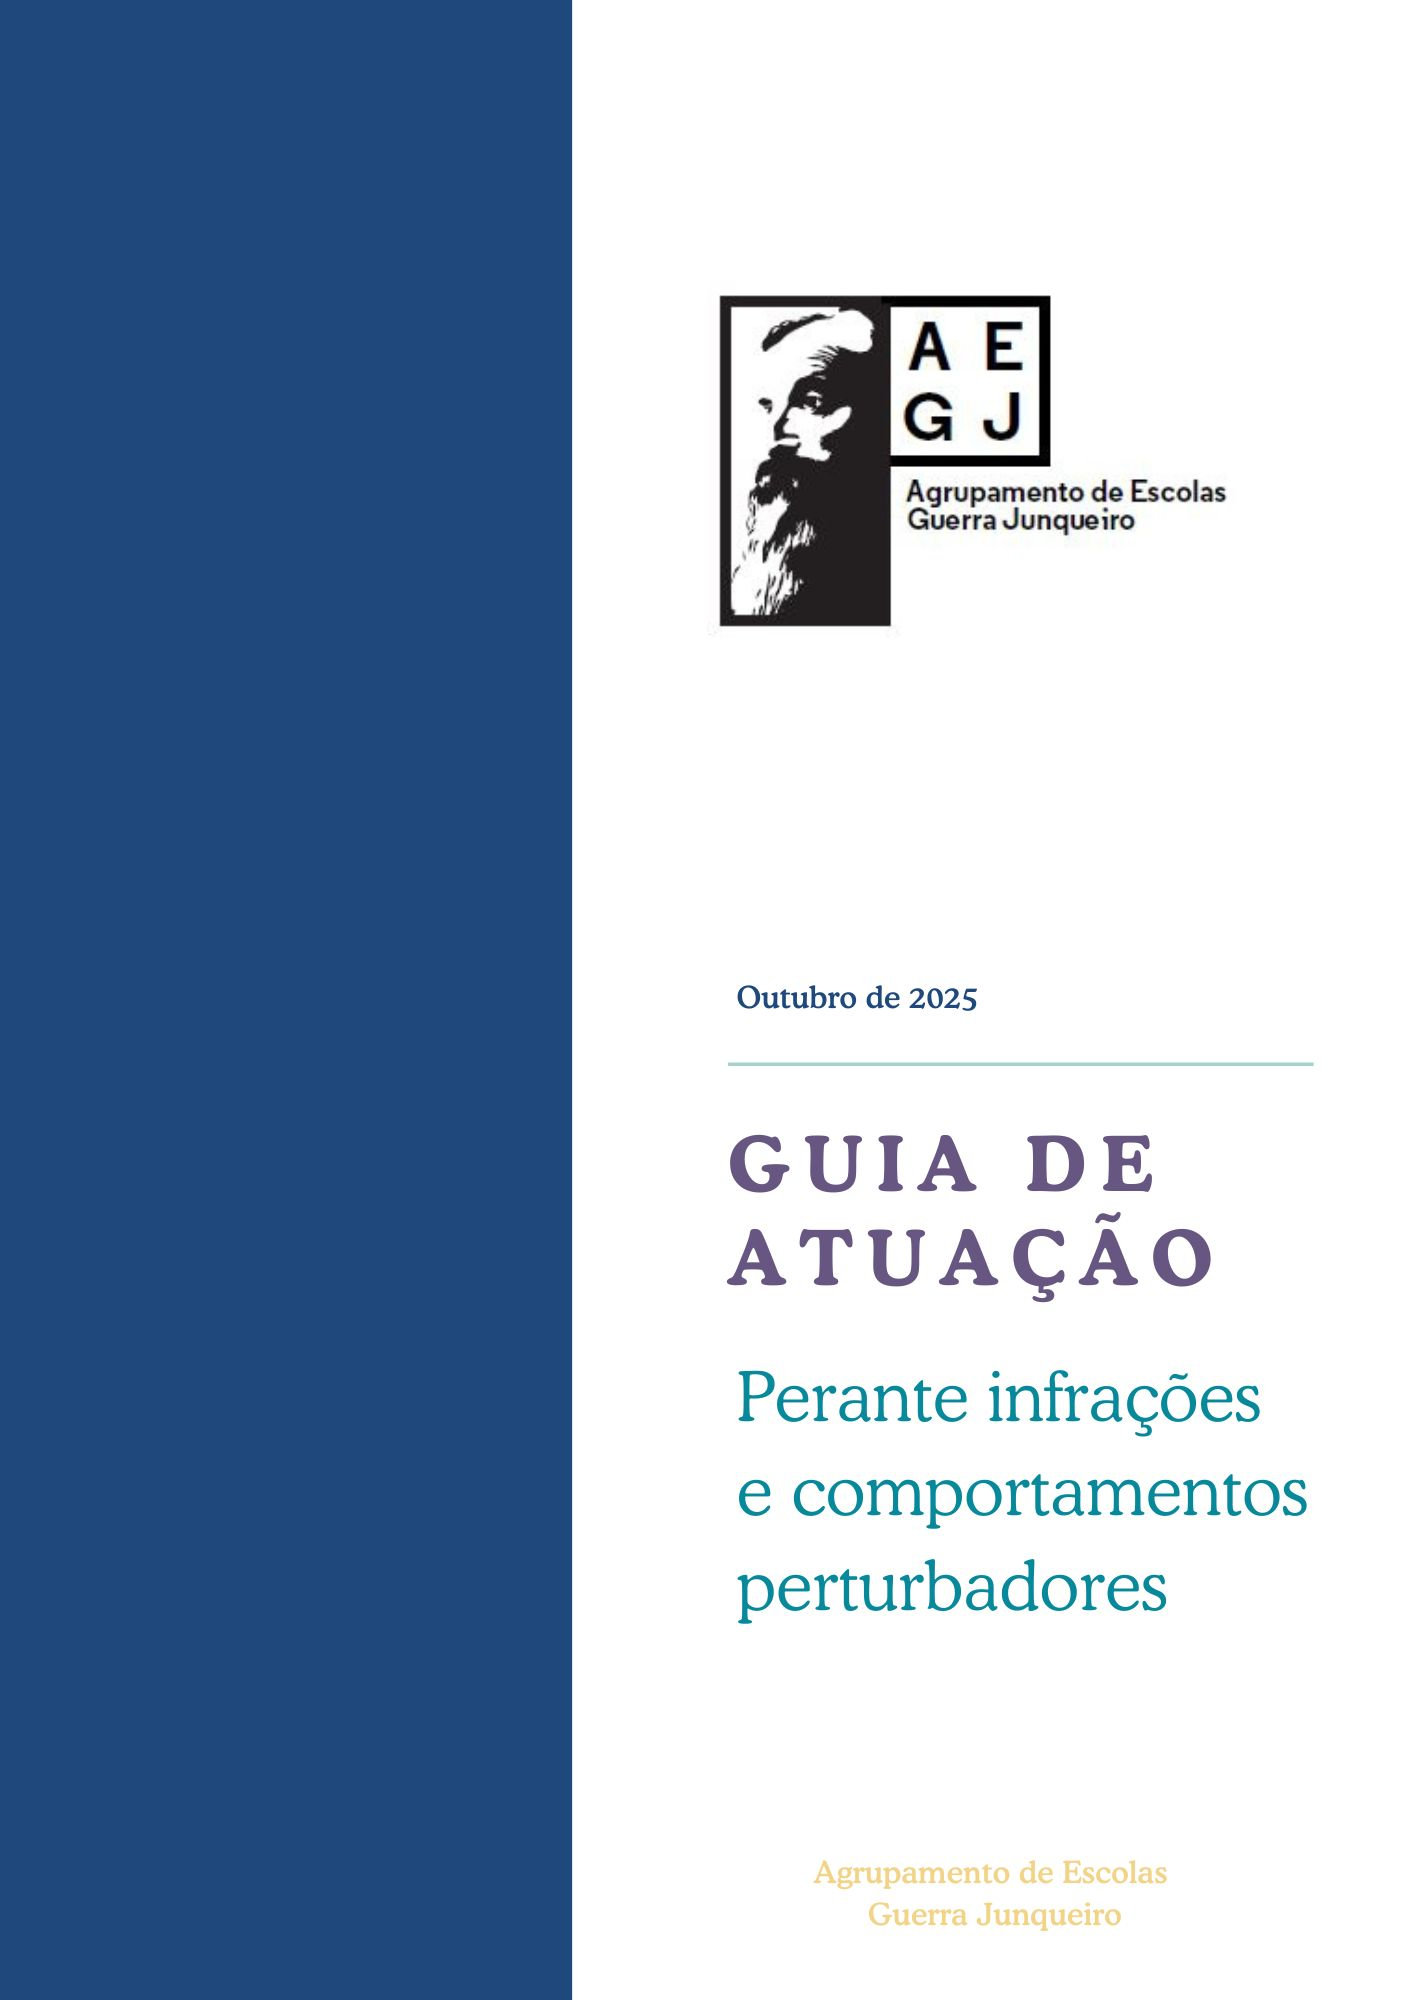 A E
G J
Agrupamento de Escolas
Guerra Junqueiro
Outubro de 2025
GUIA DE
ATUAÇÃO
Perante infrações
e comportamentos
perturbadores
Agrupamento de Escolas
Guerra Junqueiro